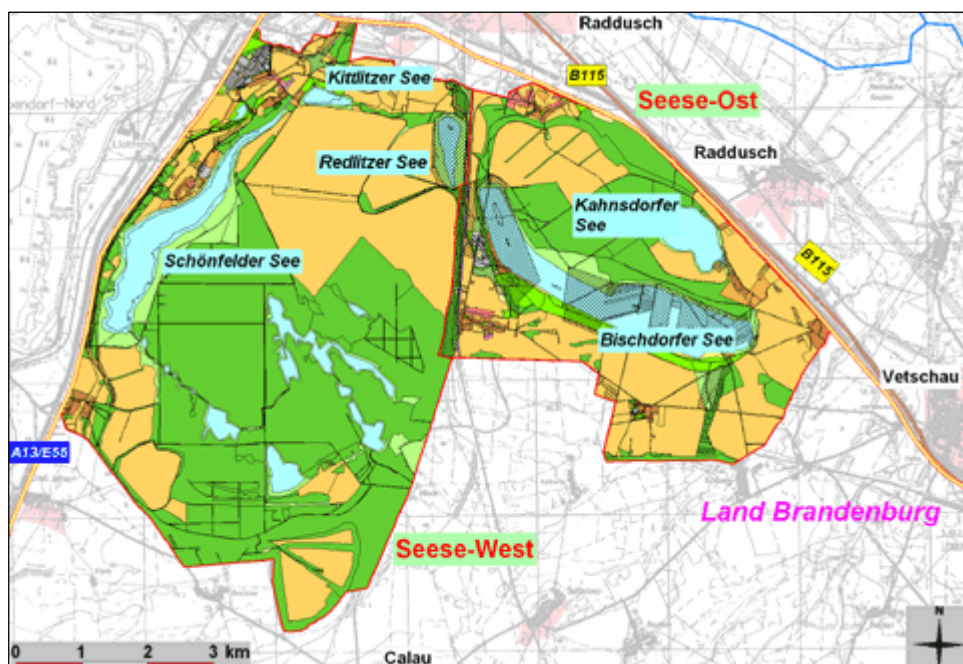 Raddusch
Kittlitzer See
B115
Seese-Ost
Redlitzer See
Raddusch
Kahnsdorfer
See
Schönfelder See
B115
Bischdorfer See
Vetschau
A13/E55
Land Brandenburg
Seese-West
N
0 1 2 3 km
Calau